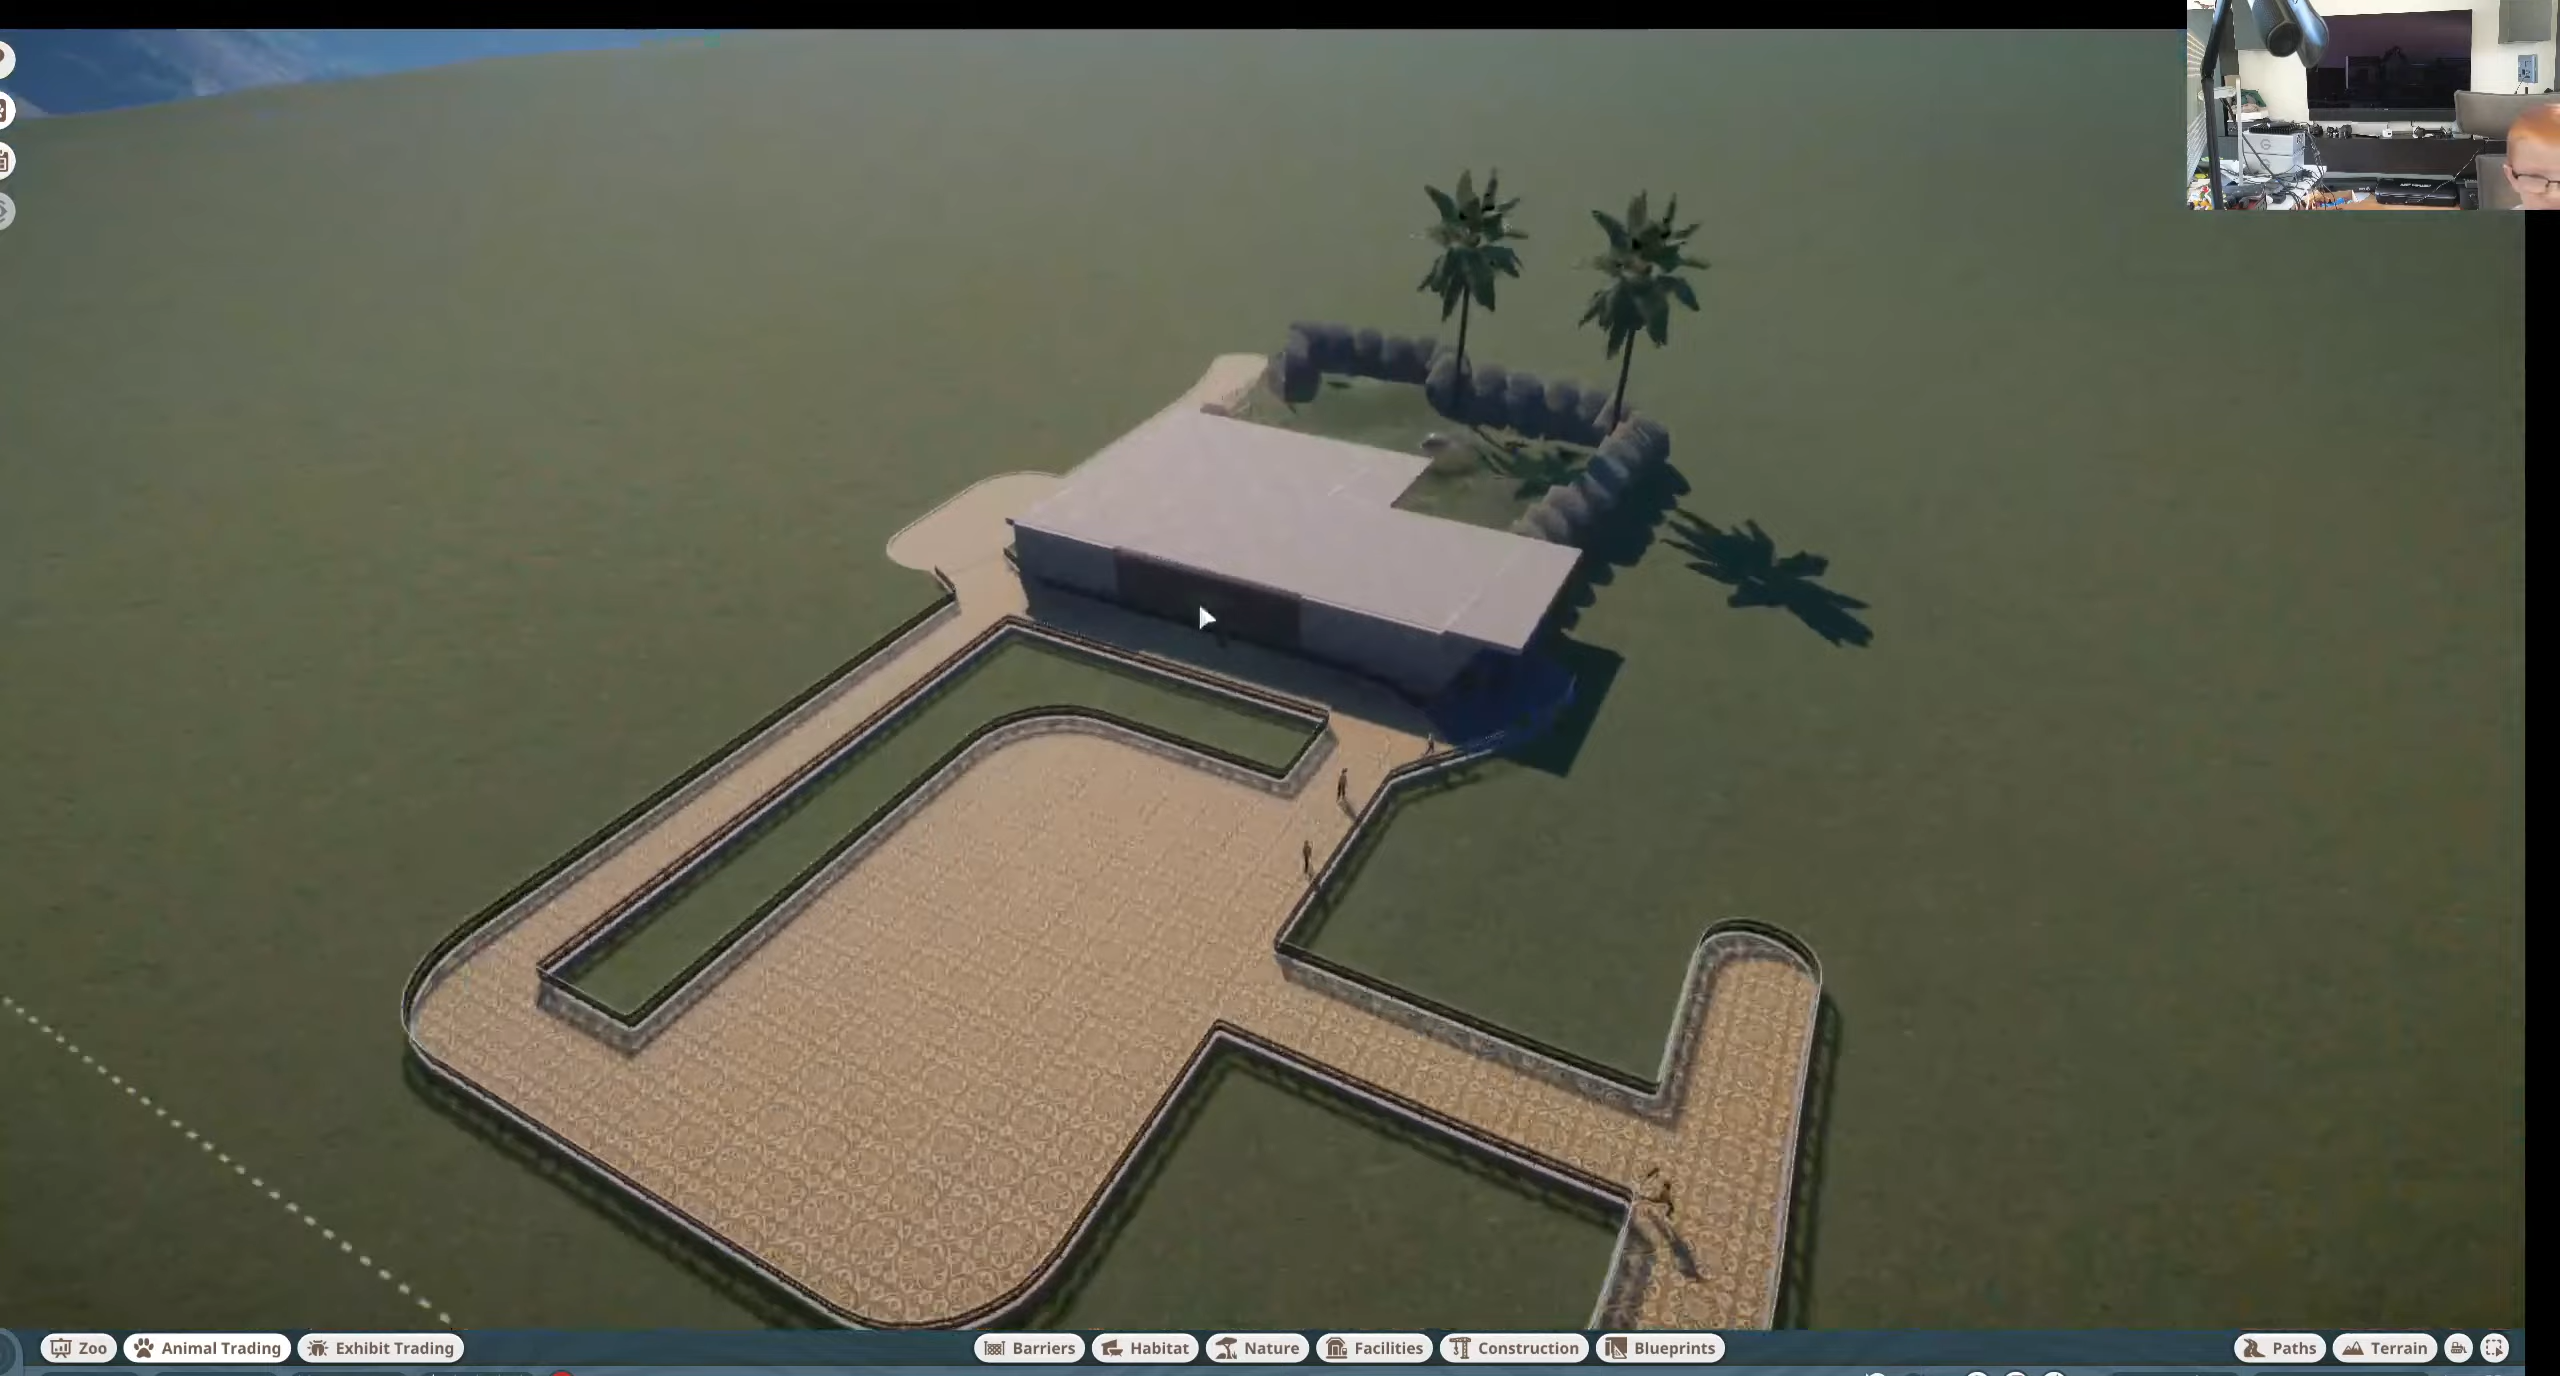 Zoo
Animal Trading
Exhibit Trading
Barriers
Habitat
Nature
Facilities
Construction
Blueprints
Paths
Terrain